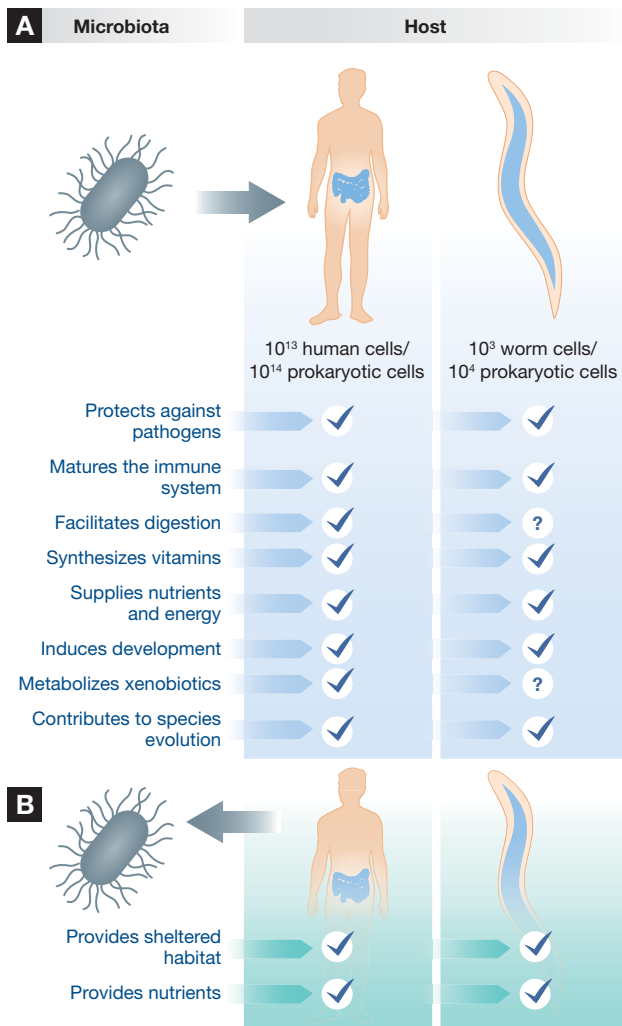 A Microbiota Host
10¹³ human cells/
10¹⁴ prokaryotic cells
10³ worm cells/
10⁴ prokaryotic cells
Protects against
pathogens
Matures the immune
system
Facilitates digestion
?
Synthesizes vitamins
Supplies nutrients
and energy
Induces development
Metabolizes xenobiotics
?
Contributes to species
evolution
B
Provides sheltered
habitat
Provides nutrients